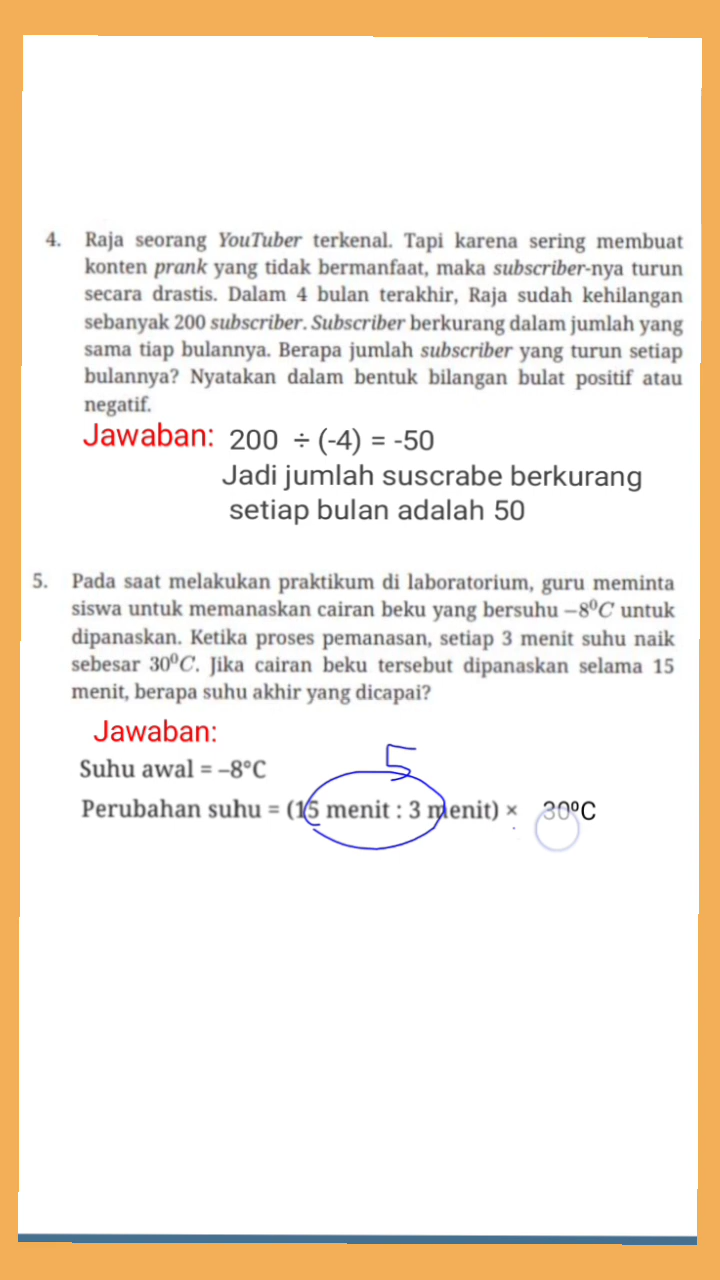 4. Raja seorang YouTuber terkenal. Tapi karena sering membuat
konten prank yang tidak bermanfaat, maka subscriber-nya turun
secara drastis. Dalam 4 bulan terakhir, Raja sudah kehilangan
sebanyak 200 subscriber. Subscriber berkurang dalam jumlah yang
sama tiap bulannya. Berapa jumlah subscriber yang turun setiap
bulannya? Nyatakan dalam bentuk bilangan bulat positif atau
negatif.
Jawaban: 200 ÷ (-4) = -50
Jadi jumlah suscrabe berkurang
setiap bulan adalah 50
5. Pada saat melakukan praktikum di laboratorium, guru meminta
siswa untuk memanaskan cairan beku yang bersuhu –8⁰C untuk
dipanaskan. Ketika proses pemanasan, setiap 3 menit suhu naik
sebesar 30⁰C. Jika cairan beku tersebut dipanaskan selama 15
menit, berapa suhu akhir yang dicapai?
Jawaban:
5
Suhu awal = –8°C
Perubahan suhu = (15 menit : 3 menit) × 30⁰C